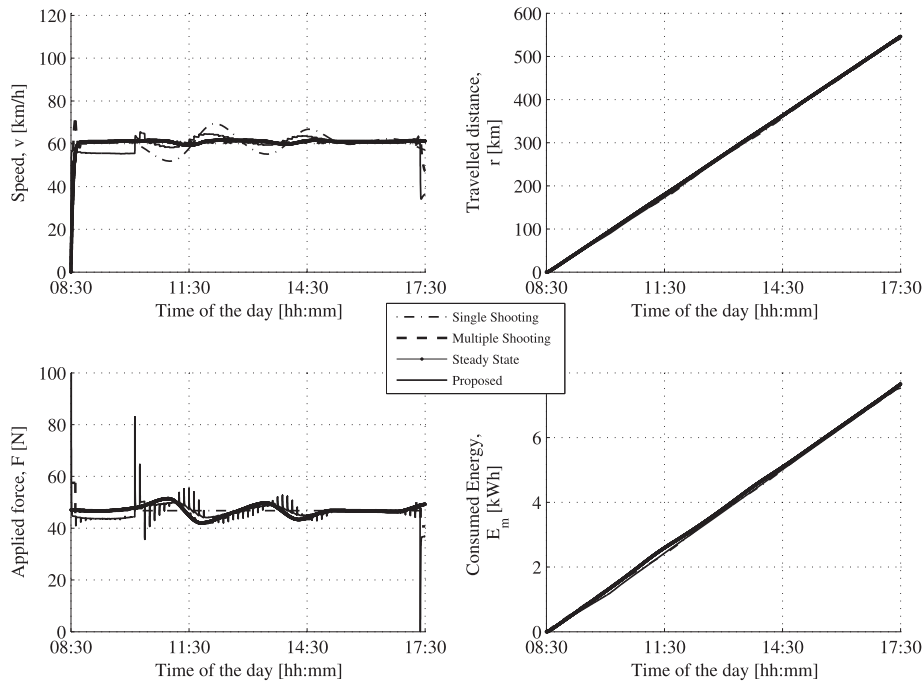 120
100
80
60
40
20
0
Speed, v [km/h]
08:30 11:30 14:30 17:30
Time of the day [hh:mm]
600
500
400
300
200
100
0
Travelled distance,
r [km]
08:30 11:30 14:30 17:30
Time of the day [hh:mm]
Single Shooting
Multiple Shooting
Steady State
Proposed
100
80
60
40
20
0
Applied force, F [N]
08:30 11:30 14:30 17:30
Time of the day [hh:mm]
6
4
2
0
Consumed Energy,
E_m [kWh]
08:30 11:30 14:30 17:30
Time of the day [hh:mm]